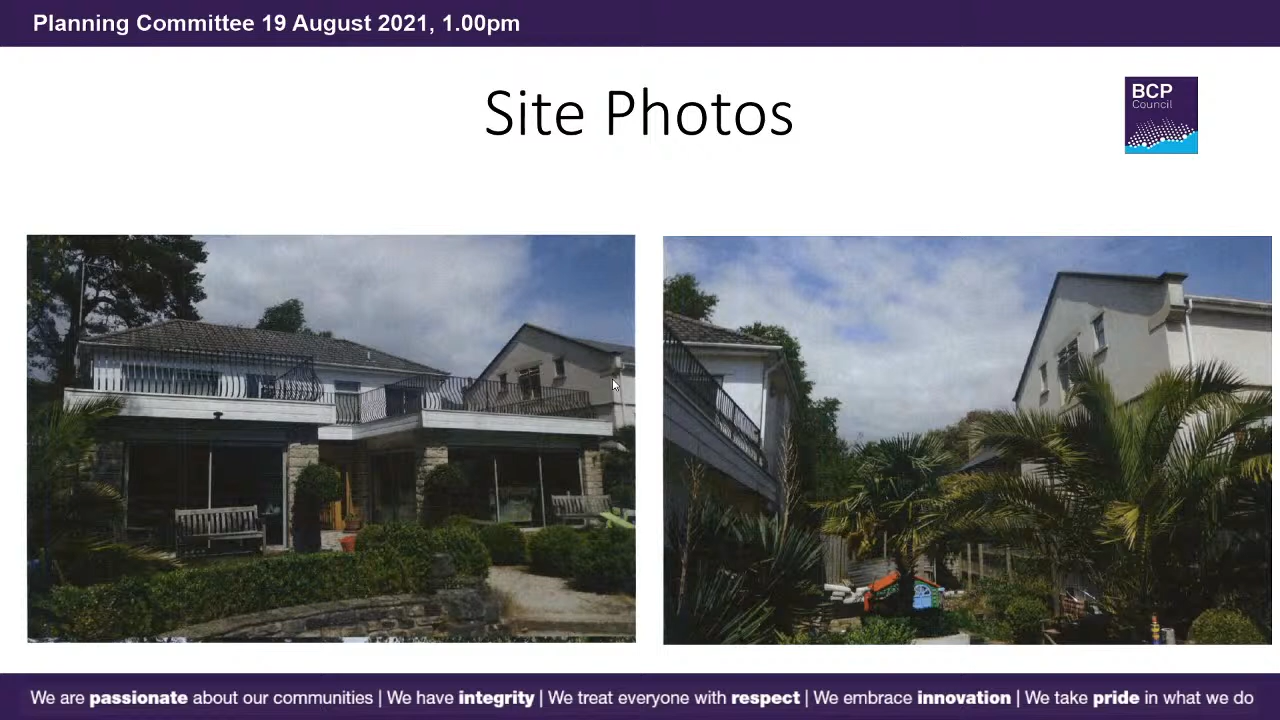 Planning Committee 19 August 2021, 1.00pm
Site Photos
BCP
Council
We are passionate about our communities | We have integrity | We treat everyone with respect | We embrace innovation | We take pride in what we do